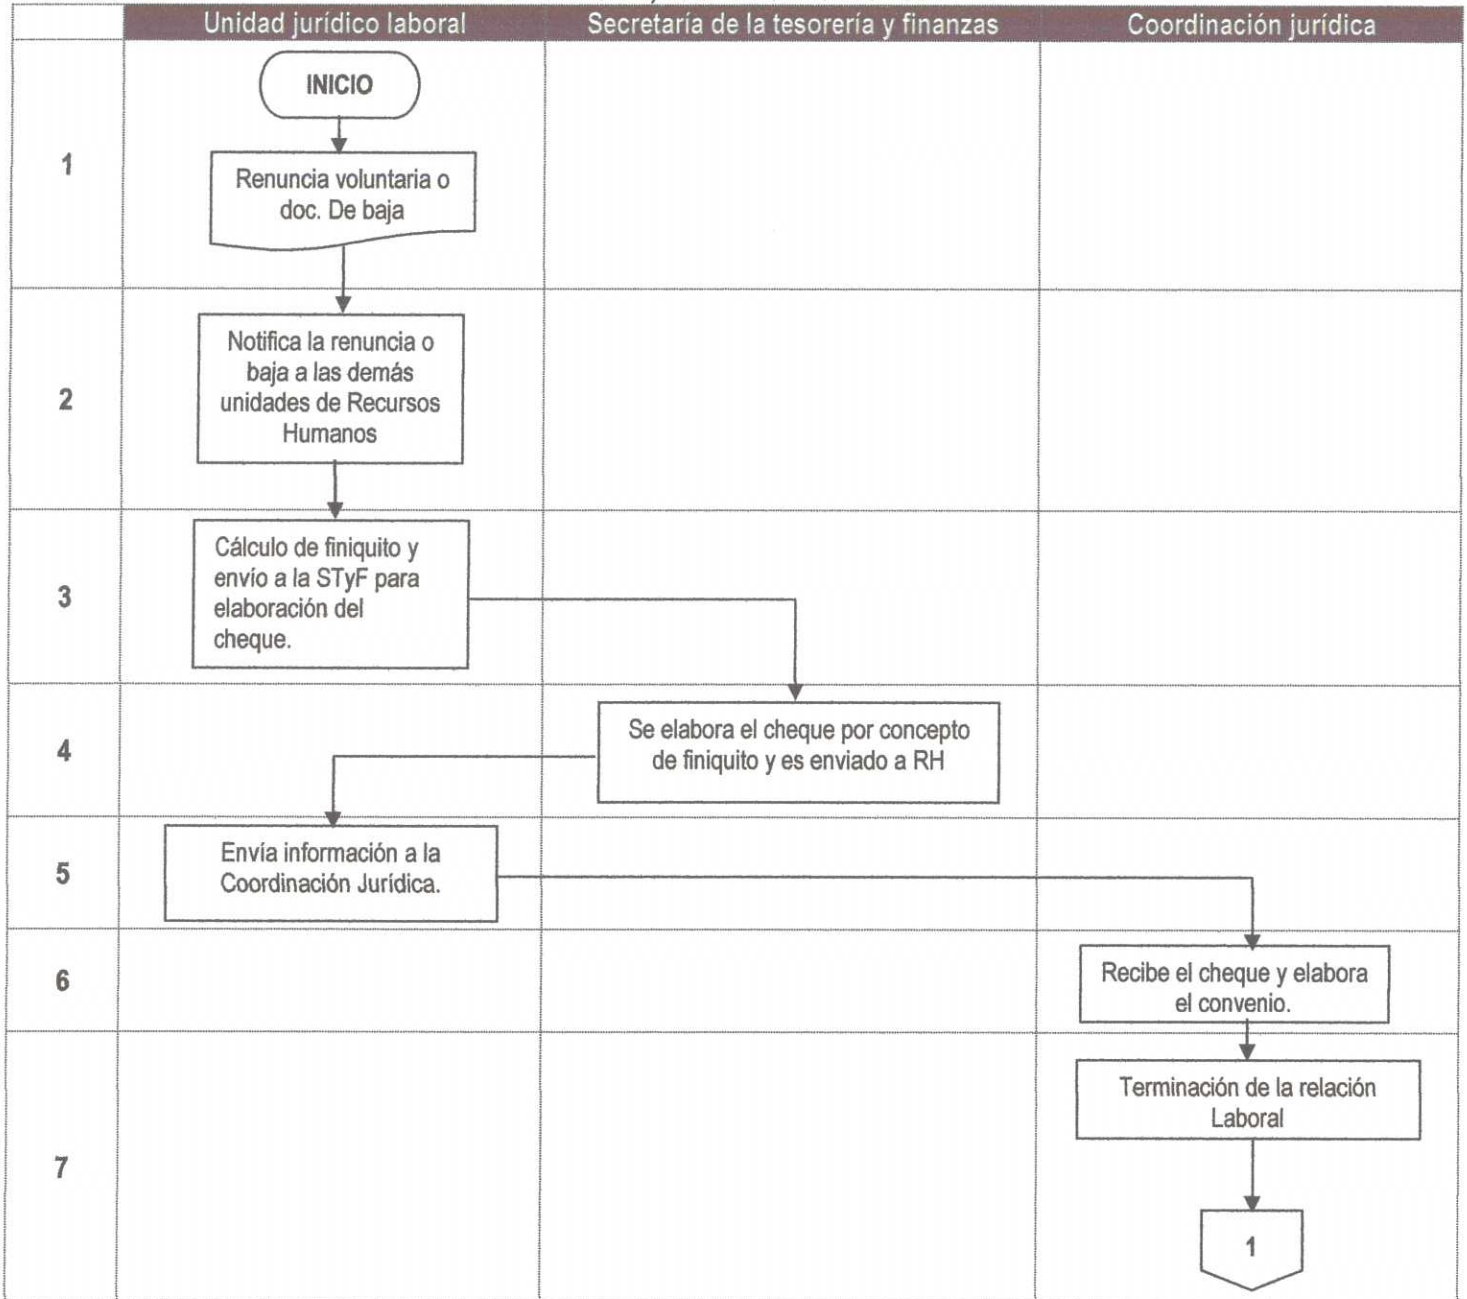 Unidad jurídico laboral
Secretaría de la tesorería y finanzas
Coordinación jurídica
INICIO
1
Renuncia voluntaria o
doc. De baja
2
Notifica la renuncia o
baja a las demás
unidades de Recursos
Humanos
3
Cálculo de finiquito y
envío a la STyF para
elaboración del
cheque.
4
Se elabora el cheque por concepto
de finiquito y es enviado a RH
5
Envía información a la
Coordinación Jurídica.
6
Recibe el cheque y elabora
el convenio.
7
Terminación de la relación
Laboral
1